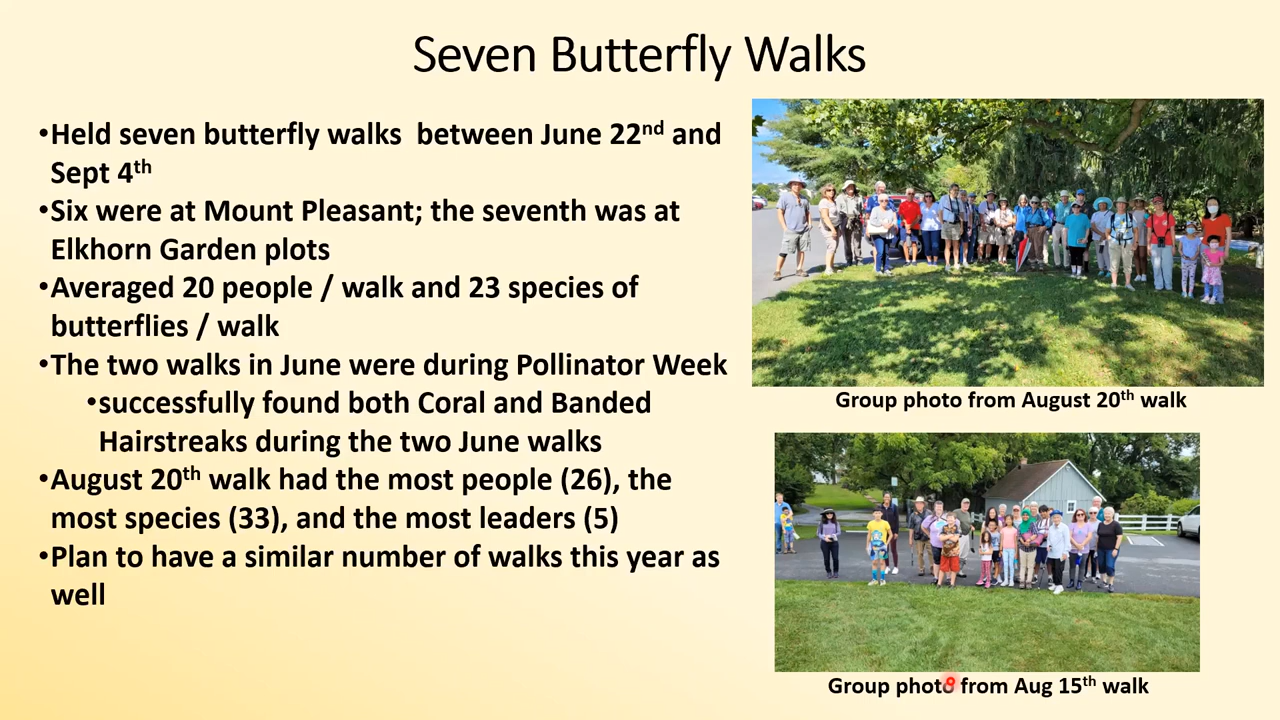 Seven Butterfly Walks
•Held seven butterfly walks  between June 22nd and
Sept 4th
•Six were at Mount Pleasant; the seventh was at
Elkhorn Garden plots
•Averaged 20 people / walk and 23 species of
butterflies / walk
•The two walks in June were during Pollinator Week
•successfully found both Coral and Banded
Hairstreaks during the two June walks
•August 20th walk had the most people (26), the
most species (33), and the most leaders (5)
•Plan to have a similar number of walks this year as
well
Group photo from August 20th walk
Group photo from Aug 15th walk